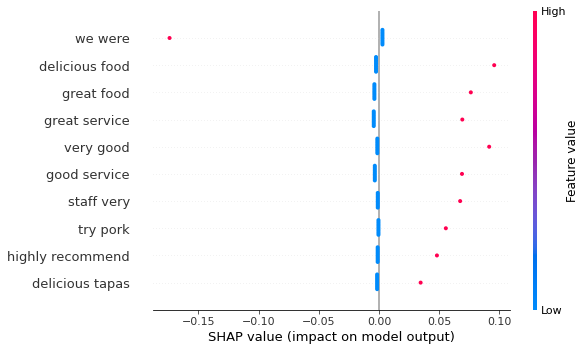 High
we were
delicious food
great food
great service
very good
good service
staff very
try pork
highly recommend
delicious tapas
Low
−0.15 −0.10 −0.05 0.00 0.05 0.10
SHAP value (impact on model output)
Feature value